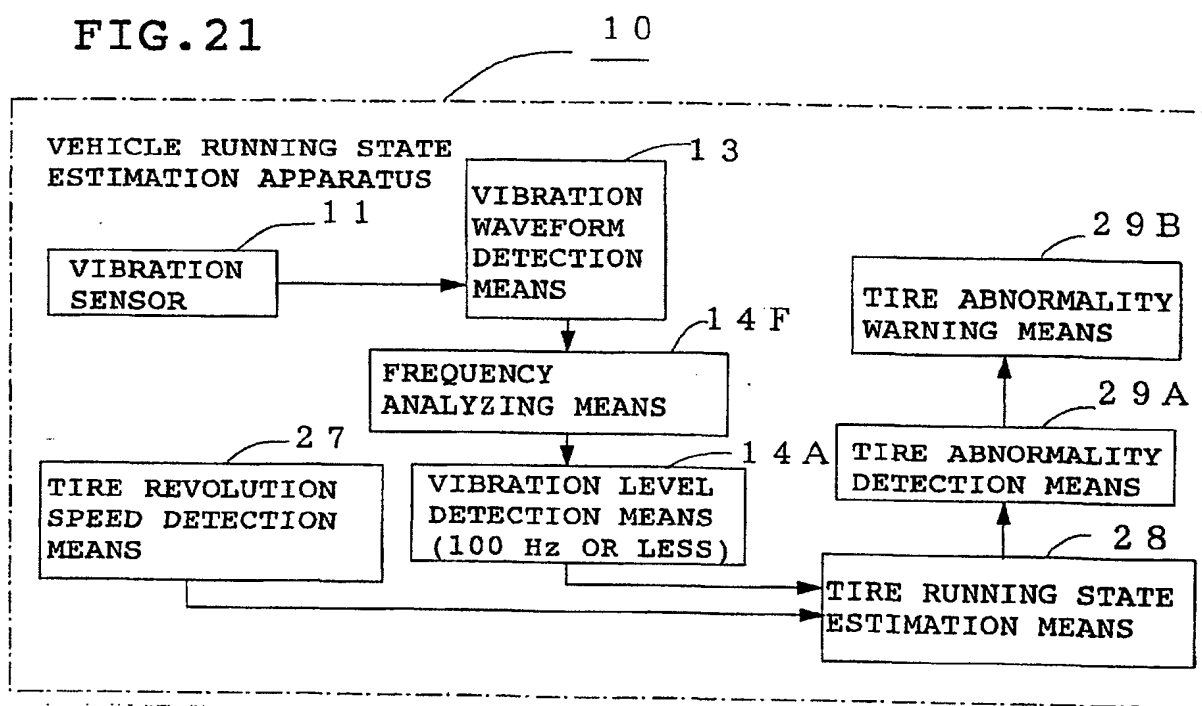 FIG.21
10
VEHICLE RUNNING STATE
ESTIMATION APPARATUS
11
VIBRATION
SENSOR
13
VIBRATION
WAVEFORM
DETECTION
MEANS
14F
FREQUENCY
ANALYZING MEANS
27
TIRE REVOLUTION
SPEED DETECTION
MEANS
14A
VIBRATION LEVEL
DETECTION MEANS
(100 Hz OR LESS)
29B
TIRE ABNORMALITY
WARNING MEANS
29A
TIRE ABNORMALITY
DETECTION MEANS
28
TIRE RUNNING STATE
ESTIMATION MEANS